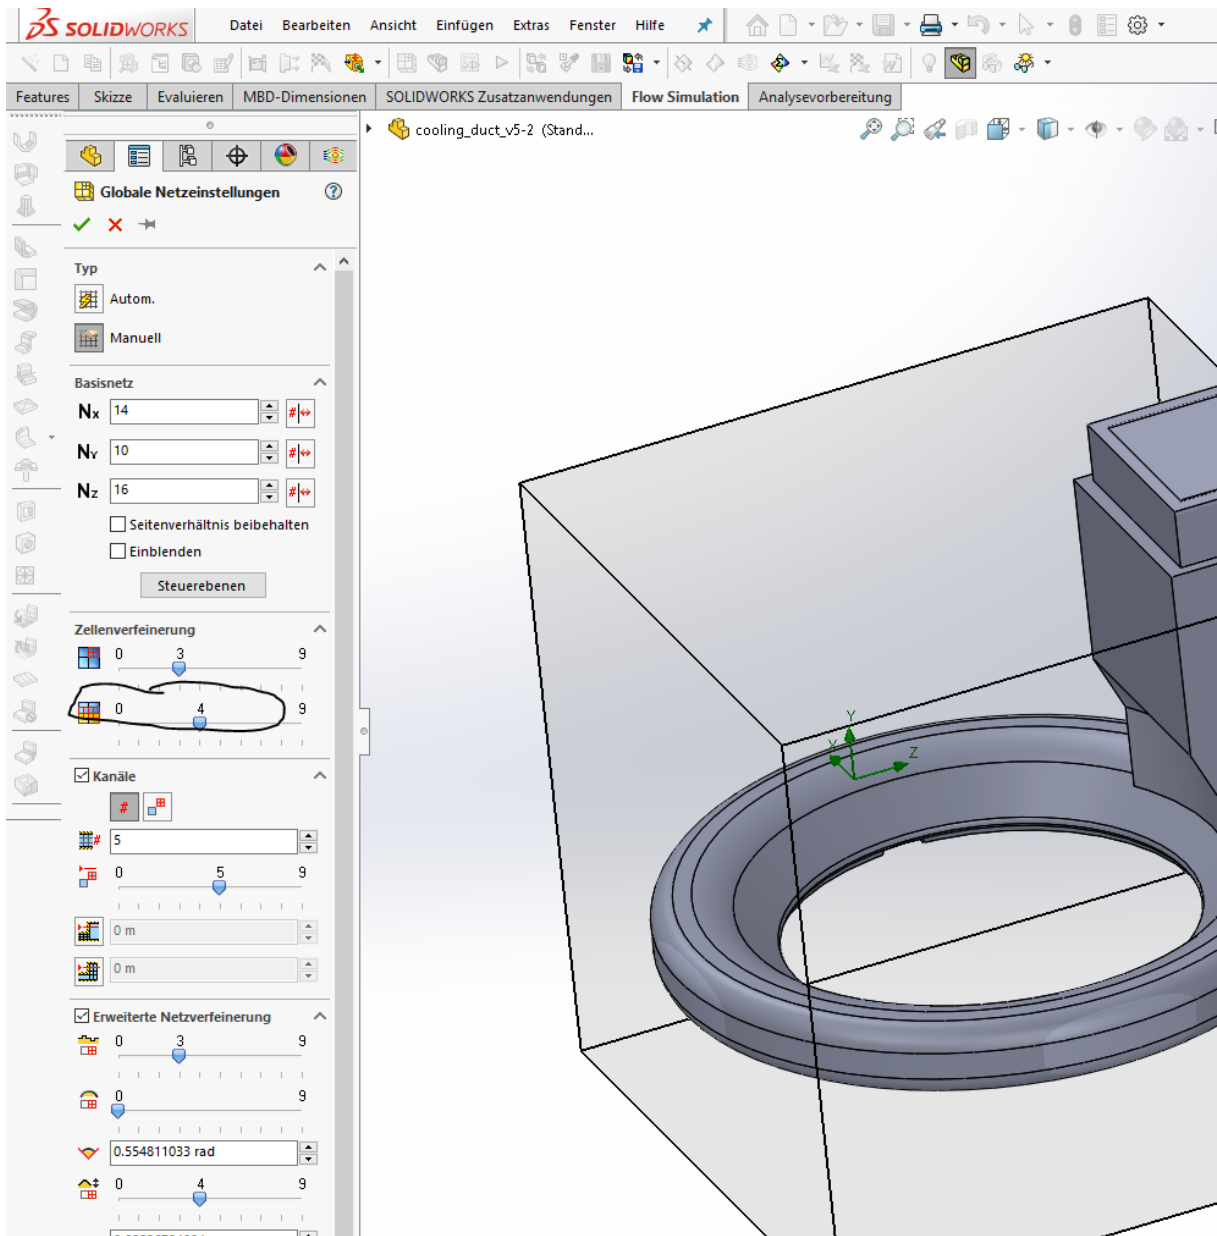 SOLIDWORKS Datei Bearbeiten Ansicht Einfügen Extras Fenster Hilfe
Features Skizze Evaluieren MBD-Dimensionen SOLIDWORKS Zusatzanwendungen Flow Simulation Analysevorbereitung
cooling_duct_v5-2 (Stand...
Globale Netzeinstellungen
Typ
Autom.
Manuell
Basisnetz
Nx 14
NY 10
Nz 16
Seitenverhältnis beibehalten
Einblenden
Steuerebenen
Zellenverfeinerung
0 3 9
0 4 9
Kanäle
#
# 5
0 5 9
0 m
0 m
Erweiterte Netzverfeinerung
0 3 9
0 9
0.554811033 rad
0 4 9
Y
X
Z